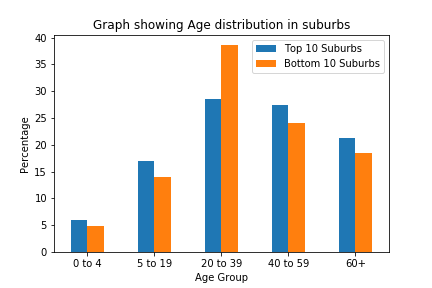 Graph showing Age distribution in suburbs
Top 10 Suburbs
Bottom 10 Suburbs
Percentage
40
35
30
25
20
15
10
5
0
0 to 4
5 to 19
20 to 39
40 to 59
60+
Age Group